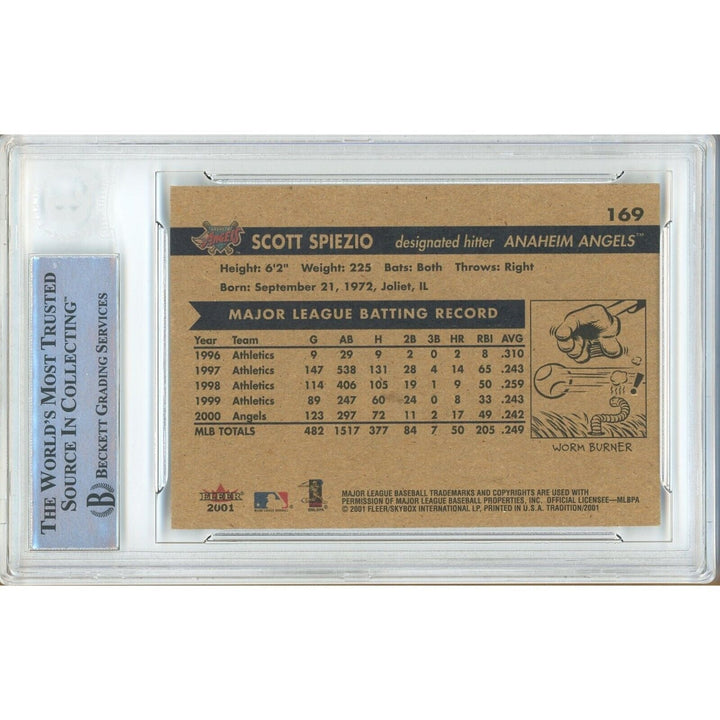 THE WORLD'S MOST TRUSTED
SOURCE IN COLLECTING™
BECKETT GRADING SERVICES
B
169
ANGELS
SCOTT SPIEZIO designated hitter ANAHEIM ANGELS™
Height: 6'2" Weight: 225 Bats: Both Throws: Right
Born: September 21, 1972, Joliet, IL
MAJOR LEAGUE BATTING RECORD
Year Team G AB H 2B 3B HR RBI AVG
1996 Athletics 9 29 9 2 0 2 8 .310
1997 Athletics 147 538 131 28 4 14 65 .243
1998 Athletics 114 406 105 19 1 9 50 .259
1999 Athletics 89 247 60 24 0 8 33 .243
2000 Angels 123 297 72 11 2 17 49 .242
MLB TOTALS 482 1517 377 84 7 50 205 .249
!
WORM BURNER
FLEER
2001
MAJOR LEAGUE BASEBALL TRADEMARKS AND COPYRIGHTS ARE USED WITH
PERMISSION OF MAJOR LEAGUE BASEBALL PROPERTIES, INC. OFFICIAL LICENSEE—MLBPA
© 2001 FLEER/SKYBOX INTERNATIONAL LP, PRINTED IN U.S.A. TRADITION/2001